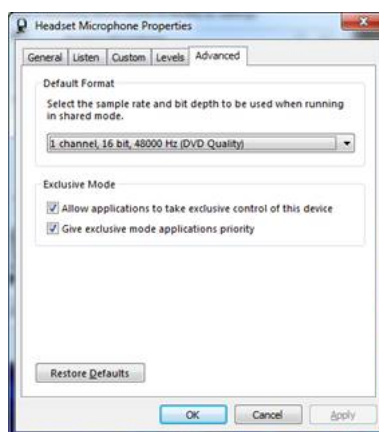 Headset Microphone Properties
General Listen Custom Levels Advanced
Default Format
Select the sample rate and bit depth to be used when running
in shared mode.
1 channel, 16 bit, 48000 Hz (DVD Quality)
Exclusive Mode
Allow applications to take exclusive control of this device
Give exclusive mode applications priority
Restore Defaults
OK Cancel Apply